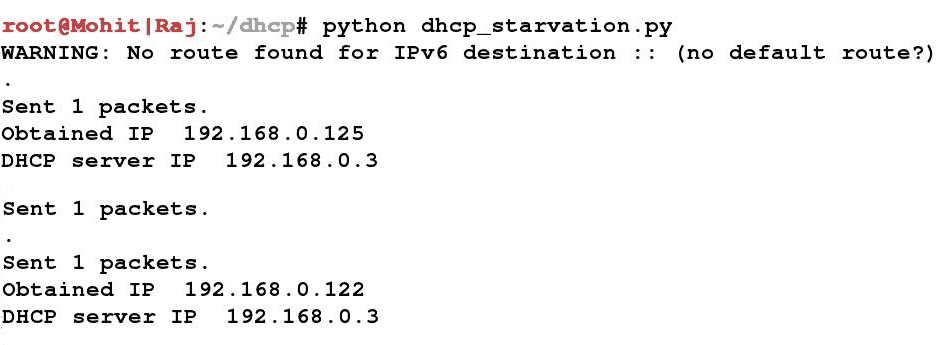 root@Mohit|Raj:~/dhcp# python dhcp_starvation.py
WARNING: No route found for IPv6 destination :: (no default route?)
.
Sent 1 packets.
Obtained IP  192.168.0.125
DHCP server IP  192.168.0.3
Sent 1 packets.
.
Sent 1 packets.
Obtained IP  192.168.0.122
DHCP server IP  192.168.0.3